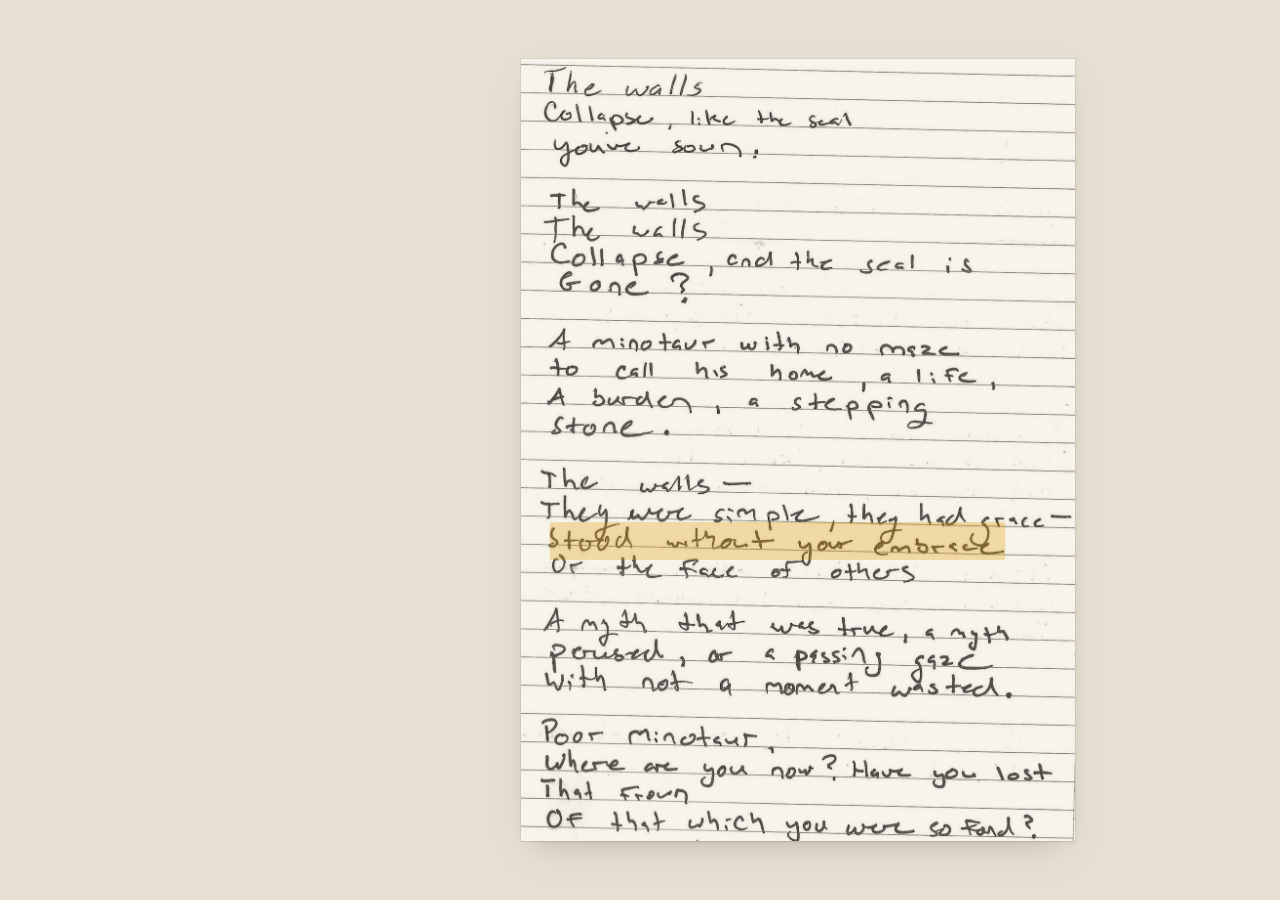 The walls
Collapse, like the seal
you've sown.
The walls
The walls
Collapse, and the seal is
Gone?
A minotaur with no maze
to call his home, a life,
A burden, a stepping
stone.
The walls—
They were simple, they had grace—
Stood without your embrace
Or the face of others
A myth that was true, a myth
perused, or a passing gaze
With not a moment wasted.
Poor Minotaur,
Where are you now? Have you lost
That frown
Of that which you were so fond?